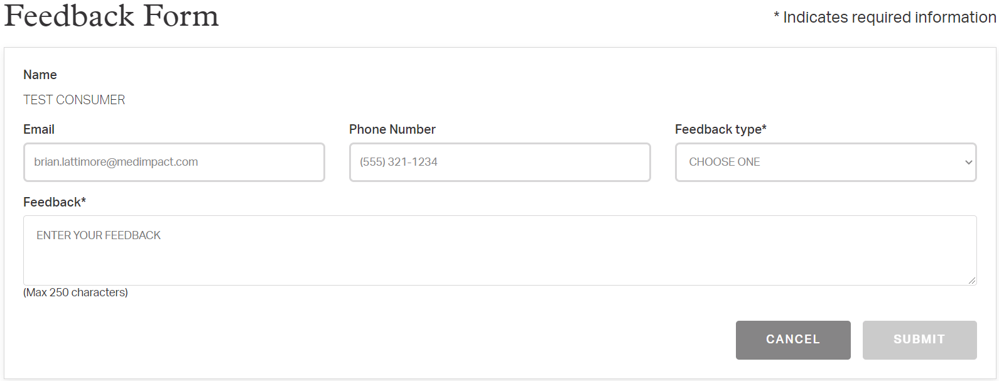 Feedback Form
* Indicates required information
Name
TEST CONSUMER
Email
Phone Number
Feedback type*
brian.lattimore@medimpact.com
(555) 321-1234
CHOOSE ONE
Feedback*
ENTER YOUR FEEDBACK
(Max 250 characters)
CANCEL
SUBMIT